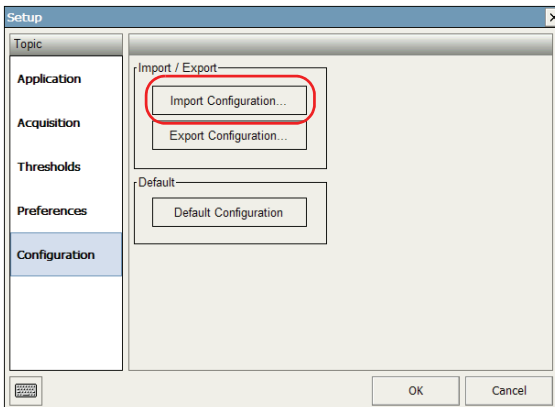 Setup
Topic
Application
Acquisition
Thresholds
Preferences
Configuration
Import / Export
Import Configuration...
Export Configuration...
Default
Default Configuration
OK
Cancel